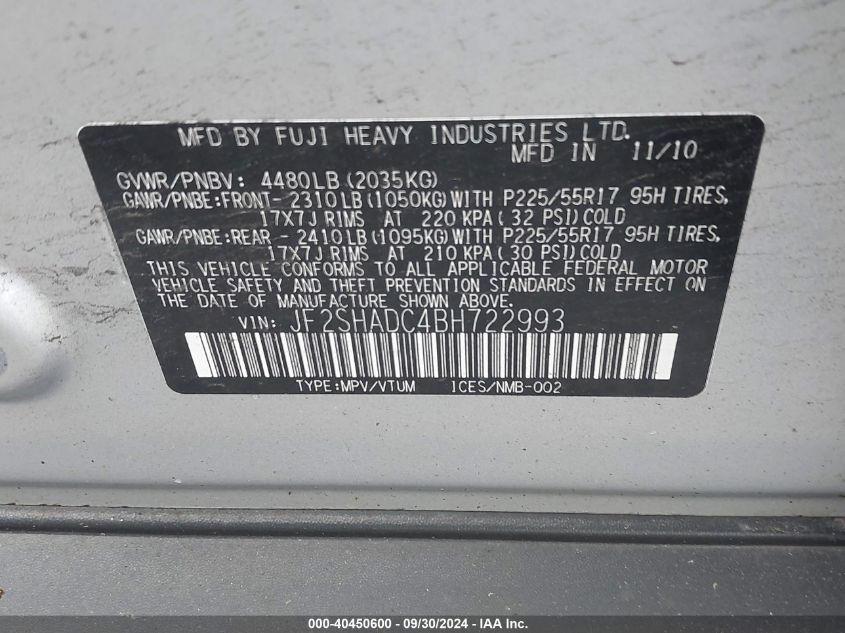 MFD BY FUJI HEAVY INDUSTRIES LTD.
MFD IN 11/10
GVWR/PNBV: 4480LB (2035KG)
GAWR/PNBE:FRONT- 2310LB (1050KG) WITH P225/55R17 95H TIRES,
17X7J RIMS AT 220 KPA ( 32 PSI) COLD
GAWR/PNBE:REAR - 2410LB (1095KG) WITH P225/55R17 95H TIRES,
17X7J RIMS AT 210 KPA ( 30 PSI) COLD
THIS VEHICLE CONFORMS TO ALL APPLICABLE FEDERAL MOTOR
VEHICLE SAFETY AND THEFT PREVENTION STANDARDS IN EFFECT ON
THE DATE OF MANUFACTURE SHOWN ABOVE.
VIN: JF2SHADC4BH722993
TYPE:MPV/VTUM ICES/NMB-002
000-40450600 - 09/30/2024 - IAA Inc.